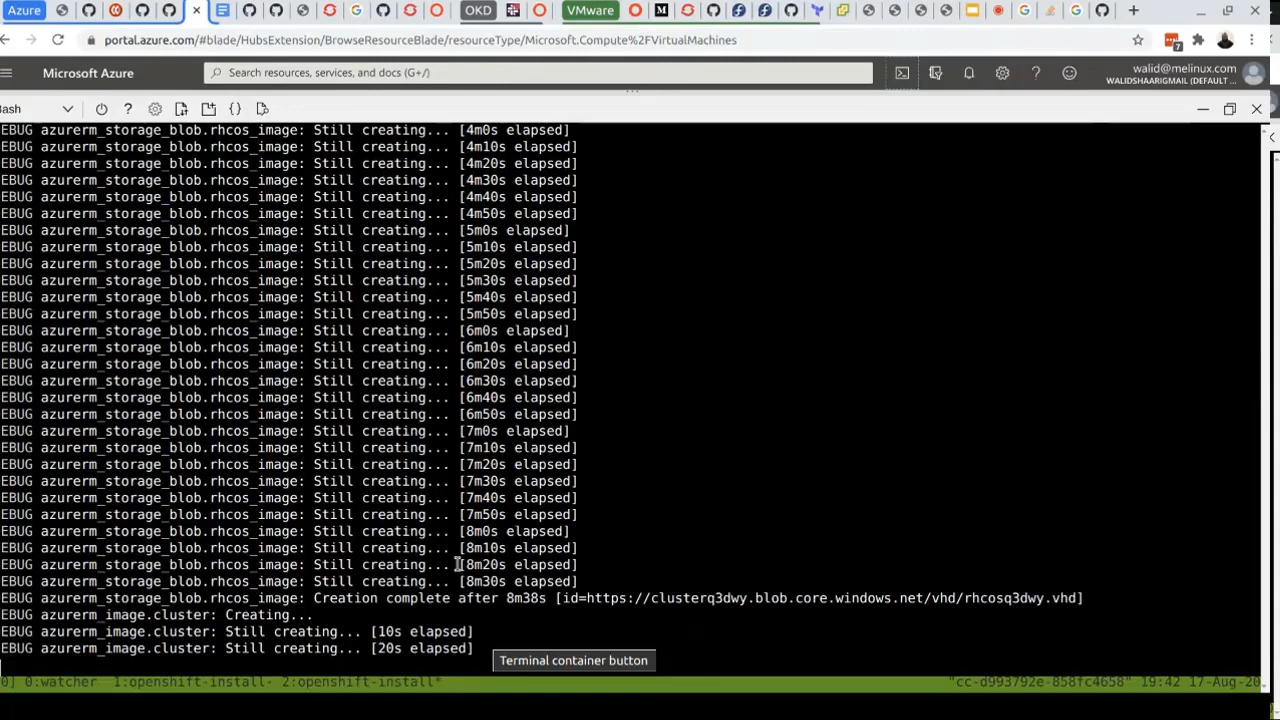 Azure
OKD
VMware
portal.azure.com/#blade/HubsExtension/BrowseResourceBlade/resourceType/Microsoft.Compute%2FVirtualMachines
7
Microsoft Azure
Search resources, services, and docs (G+/)
walid@melinux.com
WALIDSHAARIGMAIL (DEFAULT ...
ash
EBUG azurerm_storage_blob.rhcos_image: Still creating... [4m0s elapsed]
EBUG azurerm_storage_blob.rhcos_image: Still creating... [4m10s elapsed]
EBUG azurerm_storage_blob.rhcos_image: Still creating... [4m20s elapsed]
EBUG azurerm_storage_blob.rhcos_image: Still creating... [4m30s elapsed]
EBUG azurerm_storage_blob.rhcos_image: Still creating... [4m40s elapsed]
EBUG azurerm_storage_blob.rhcos_image: Still creating... [4m50s elapsed]
EBUG azurerm_storage_blob.rhcos_image: Still creating... [5m0s elapsed]
EBUG azurerm_storage_blob.rhcos_image: Still creating... [5m10s elapsed]
EBUG azurerm_storage_blob.rhcos_image: Still creating... [5m20s elapsed]
EBUG azurerm_storage_blob.rhcos_image: Still creating... [5m30s elapsed]
EBUG azurerm_storage_blob.rhcos_image: Still creating... [5m40s elapsed]
EBUG azurerm_storage_blob.rhcos_image: Still creating... [5m50s elapsed]
EBUG azurerm_storage_blob.rhcos_image: Still creating... [6m0s elapsed]
EBUG azurerm_storage_blob.rhcos_image: Still creating... [6m10s elapsed]
EBUG azurerm_storage_blob.rhcos_image: Still creating... [6m20s elapsed]
EBUG azurerm_storage_blob.rhcos_image: Still creating... [6m30s elapsed]
EBUG azurerm_storage_blob.rhcos_image: Still creating... [6m40s elapsed]
EBUG azurerm_storage_blob.rhcos_image: Still creating... [6m50s elapsed]
EBUG azurerm_storage_blob.rhcos_image: Still creating... [7m0s elapsed]
EBUG azurerm_storage_blob.rhcos_image: Still creating... [7m10s elapsed]
EBUG azurerm_storage_blob.rhcos_image: Still creating... [7m20s elapsed]
EBUG azurerm_storage_blob.rhcos_image: Still creating... [7m30s elapsed]
EBUG azurerm_storage_blob.rhcos_image: Still creating... [7m40s elapsed]
EBUG azurerm_storage_blob.rhcos_image: Still creating... [7m50s elapsed]
EBUG azurerm_storage_blob.rhcos_image: Still creating... [8m0s elapsed]
EBUG azurerm_storage_blob.rhcos_image: Still creating... [8m10s elapsed]
EBUG azurerm_storage_blob.rhcos_image: Still creating... [8m20s elapsed]
EBUG azurerm_storage_blob.rhcos_image: Still creating... [8m30s elapsed]
EBUG azurerm_storage_blob.rhcos_image: Creation complete after 8m38s [id=https://clusterq3dwy.blob.core.windows.net/vhd/rhcosq3dwy.vhd]
EBUG azurerm_image.cluster: Creating...
EBUG azurerm_image.cluster: Still creating... [10s elapsed]
EBUG azurerm_image.cluster: Still creating... [20s elapsed]
Terminal container button
0] 0:watcher 1:openshift-install- 2:openshift-install* "cc-d993792e-858fc4658" 19:42 17-Aug-20